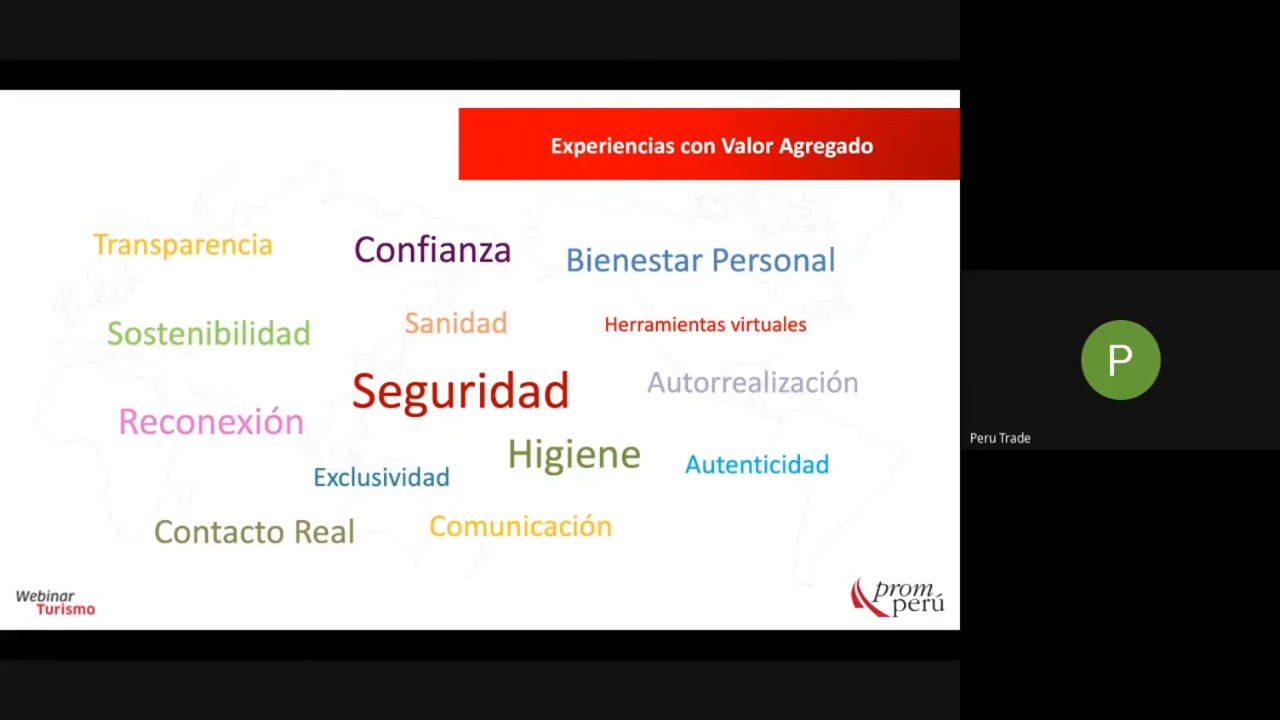 Experiencias con Valor Agregado
Transparencia
Confianza
Bienestar Personal
Sostenibilidad
Sanidad
Herramientas virtuales
Seguridad
Autorrealización
Reconexión
Higiene
Exclusividad
Autenticidad
Contacto Real
Comunicación
Webinar
Turismo
prom
perú
P
Peru Trade